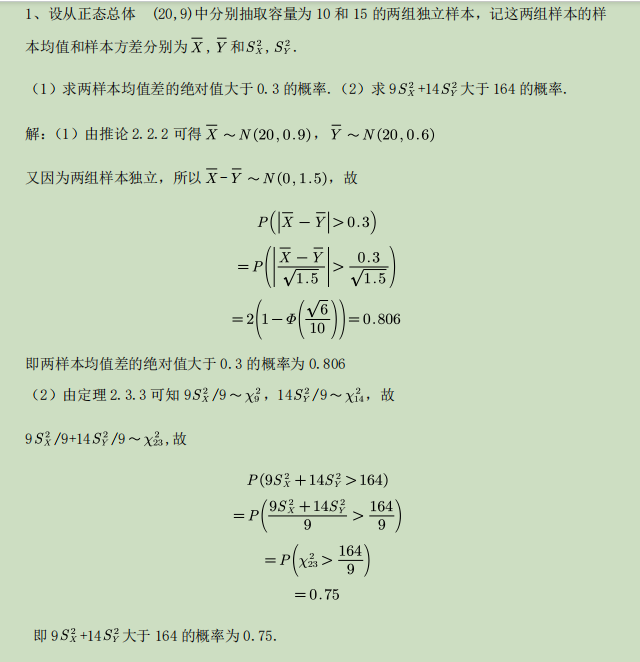 1、设从正态总体 (20,9)中分别抽取容量为 10 和 15 的两组独立样本，记这两组样本的样
本均值和样本方差分别为 X̅, Y̅ 和 S_X^2, S_Y^2.
（1）求两样本均值差的绝对值大于 0.3 的概率.（2）求 9S_X^2+14S_Y^2 大于 164 的概率.
解:（1）由推论 2.2.2 可得 X̅ ~ N(20,0.9)， Y̅ ~ N(20,0.6)
又因为两组样本独立，所以 X̅-Y̅ ~ N(0,1.5)，故
P(|X̅ − Y̅|>0.3)
=P(|(X̅ − Y̅)/√1.5|>0.3/√1.5)
=2(1−Φ(√6/10))=0.806
即两样本均值差的绝对值大于 0.3 的概率为 0.806
（2）由定理 2.3.3 可知 9S_X^2/9~χ_9^2，14S_Y^2/9~χ_14^2，故
9S_X^2/9+14S_Y^2/9~χ_23^2,故
P(9S_X^2+14S_Y^2>164)
=P((9S_X^2+14S_Y^2)/9 > 164/9)
=P(χ_23^2 > 164/9)
=0.75
即 9S_X^2+14S_Y^2 大于 164 的概率为 0.75.